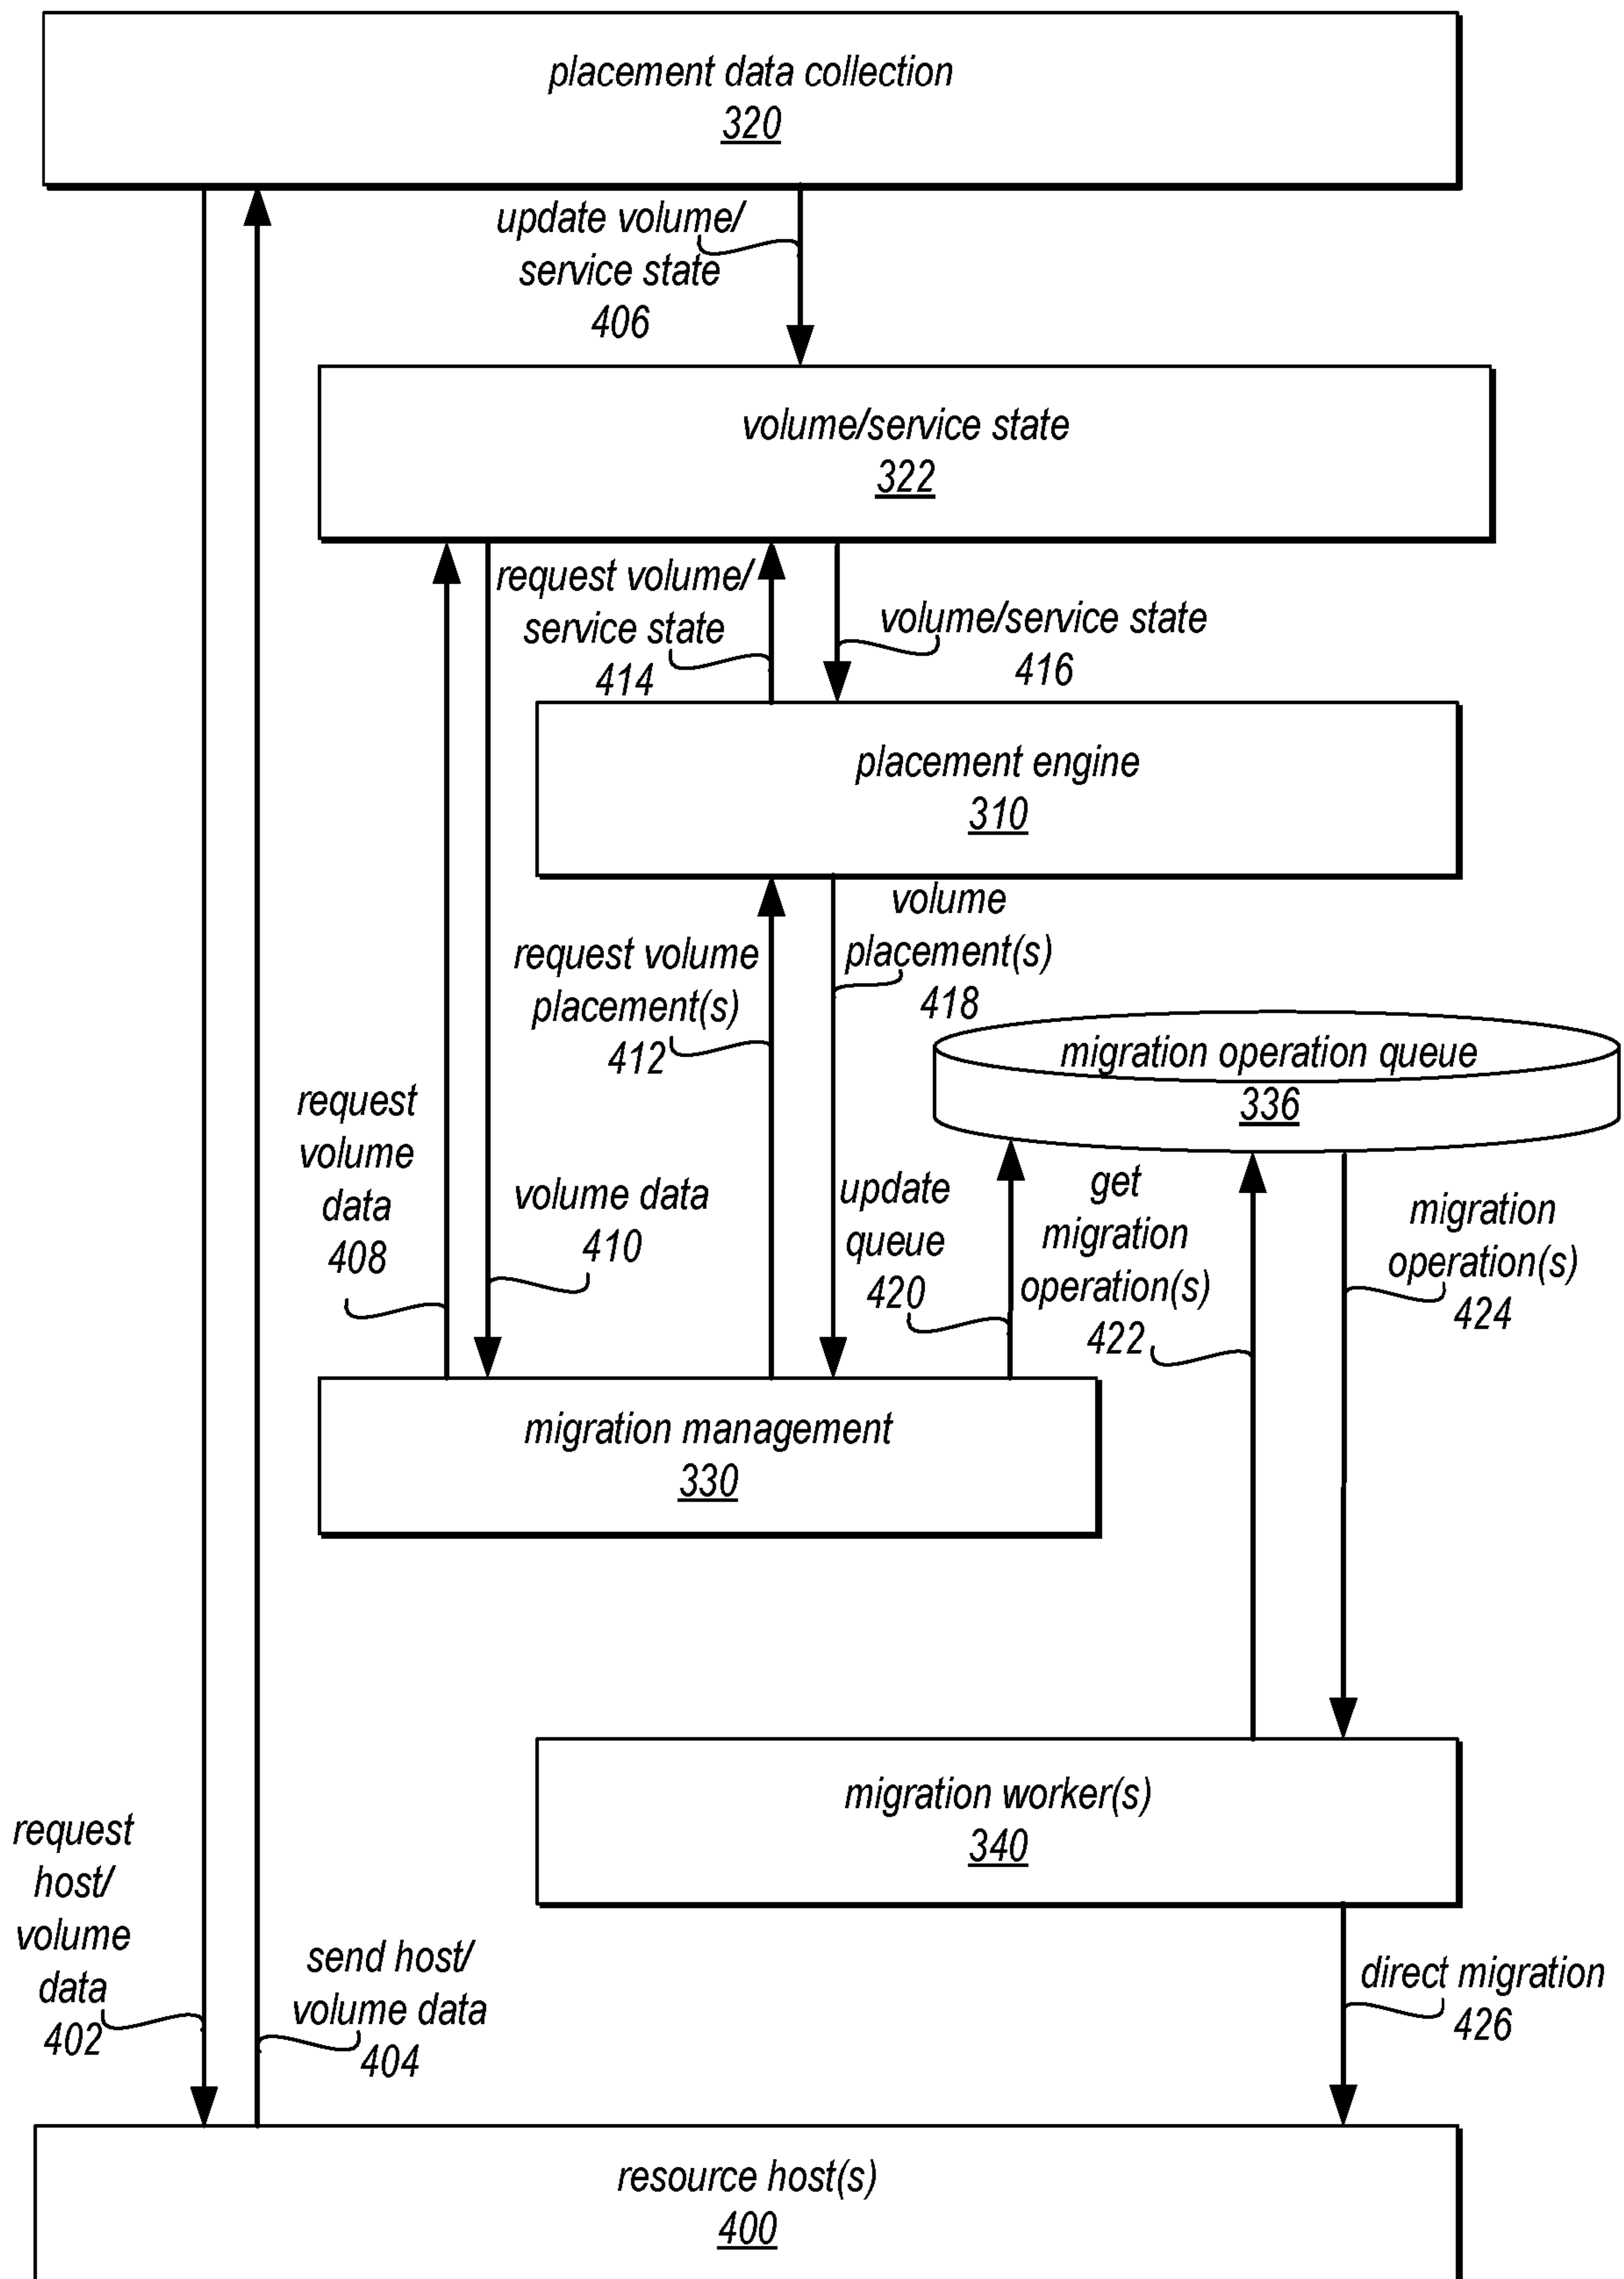 placement data collection
320
update volume/
service state
406
volume/service state
322
request volume/
service state
414
volume/service state
416
placement engine
310
volume
placement(s)
418
request volume
placement(s)
412
migration operation queue
336
request
volume
data
408
volume data
410
update
queue
420
get
migration
operation(s)
422
migration
operation(s)
424
migration management
330
migration worker(s)
340
request
host/
volume
data
402
send host/
volume data
404
direct migration
426
resource host(s)
400